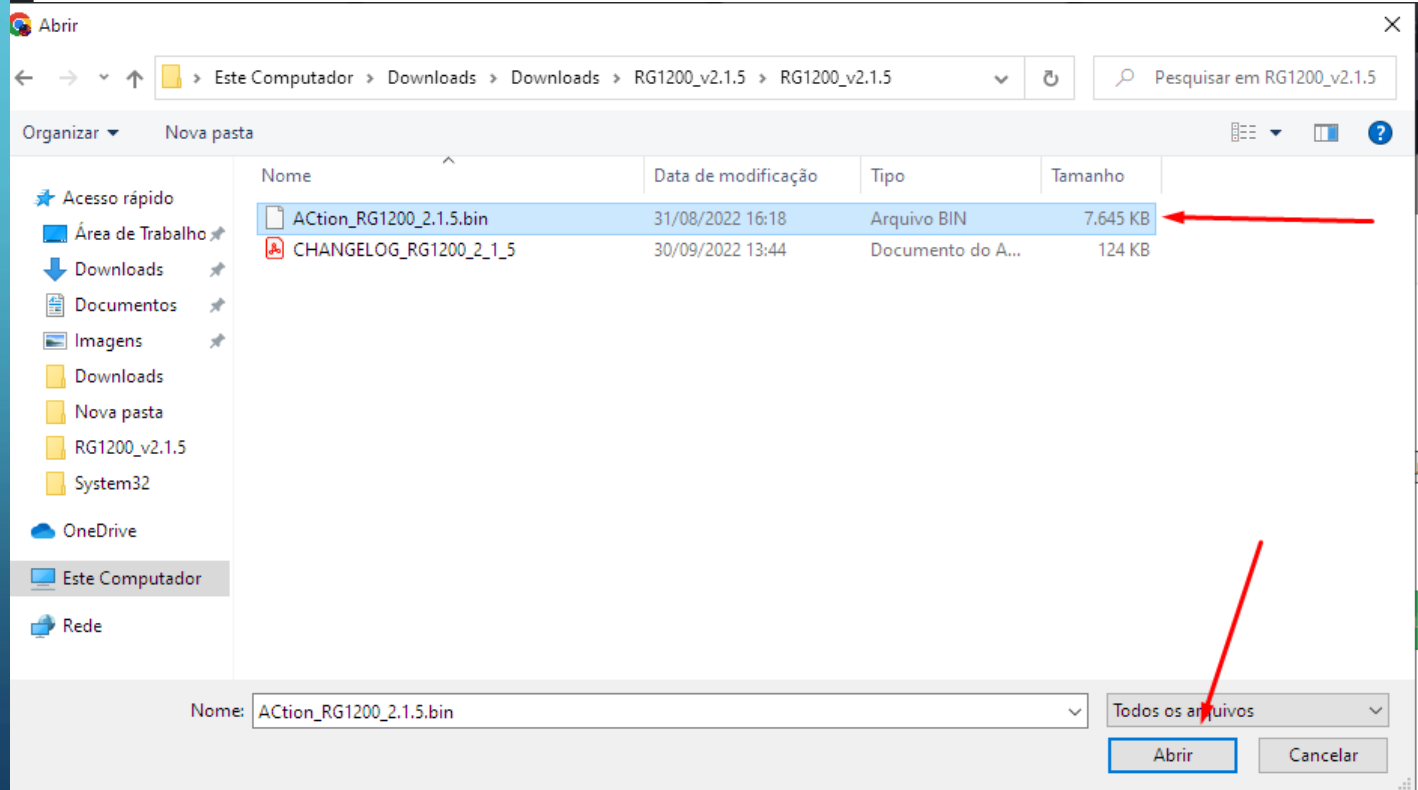 Abrir
Este Computador > Downloads > Downloads > RG1200_v2.1.5 > RG1200_v2.1.5
Pesquisar em RG1200_v2.1.5
Organizar Nova pasta
Nome Data de modificação Tipo Tamanho
ACtion_RG1200_2.1.5.bin 31/08/2022 16:18 Arquivo BIN 7.645 KB
CHANGELOG_RG1200_2_1_5 30/09/2022 13:44 Documento do A... 124 KB
Acesso rápido
Área de Trabalho
Downloads
Documentos
Imagens
Downloads
Nova pasta
RG1200_v2.1.5
System32
OneDrive
Este Computador
Rede
Nome: ACtion_RG1200_2.1.5.bin Todos os arquivos
Abrir Cancelar